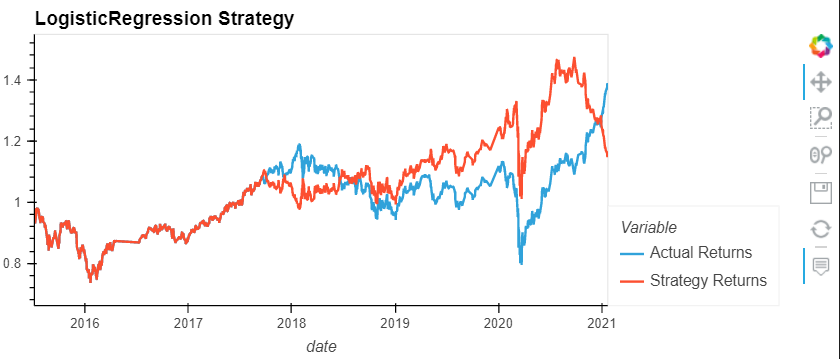 LogisticRegression Strategy
1.4
1.2
1
0.8
2016 2017 2018 2019 2020 2021
date
Variable
Actual Returns
Strategy Returns